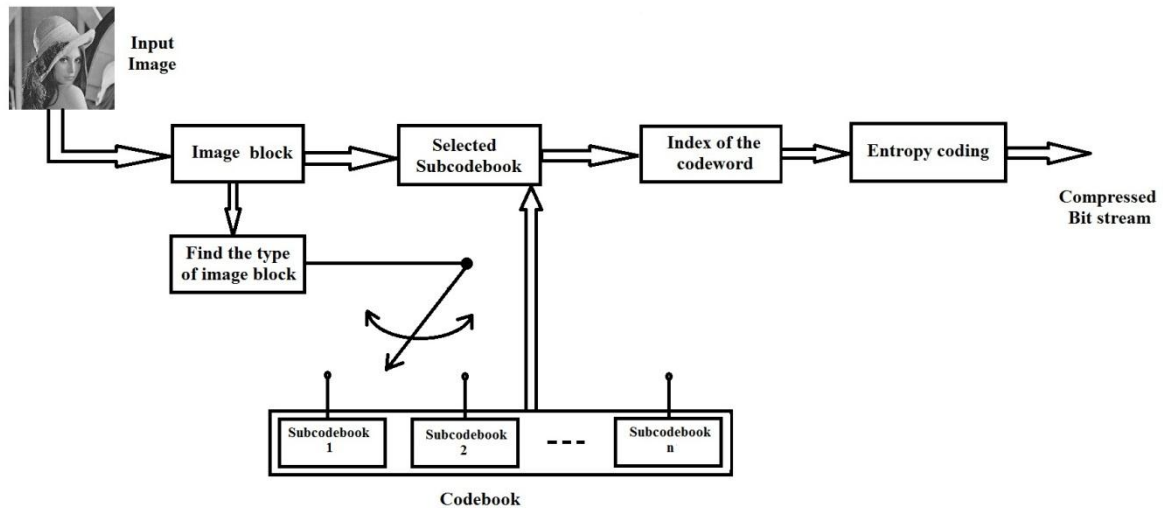 Input
Image
Image block
Selected
Subcodebook
Index of the
codeword
Entropy coding
Compressed
Bit stream
Find the type
of image block
Subcodebook
1
Subcodebook
2
---
Subcodebook
n
Codebook